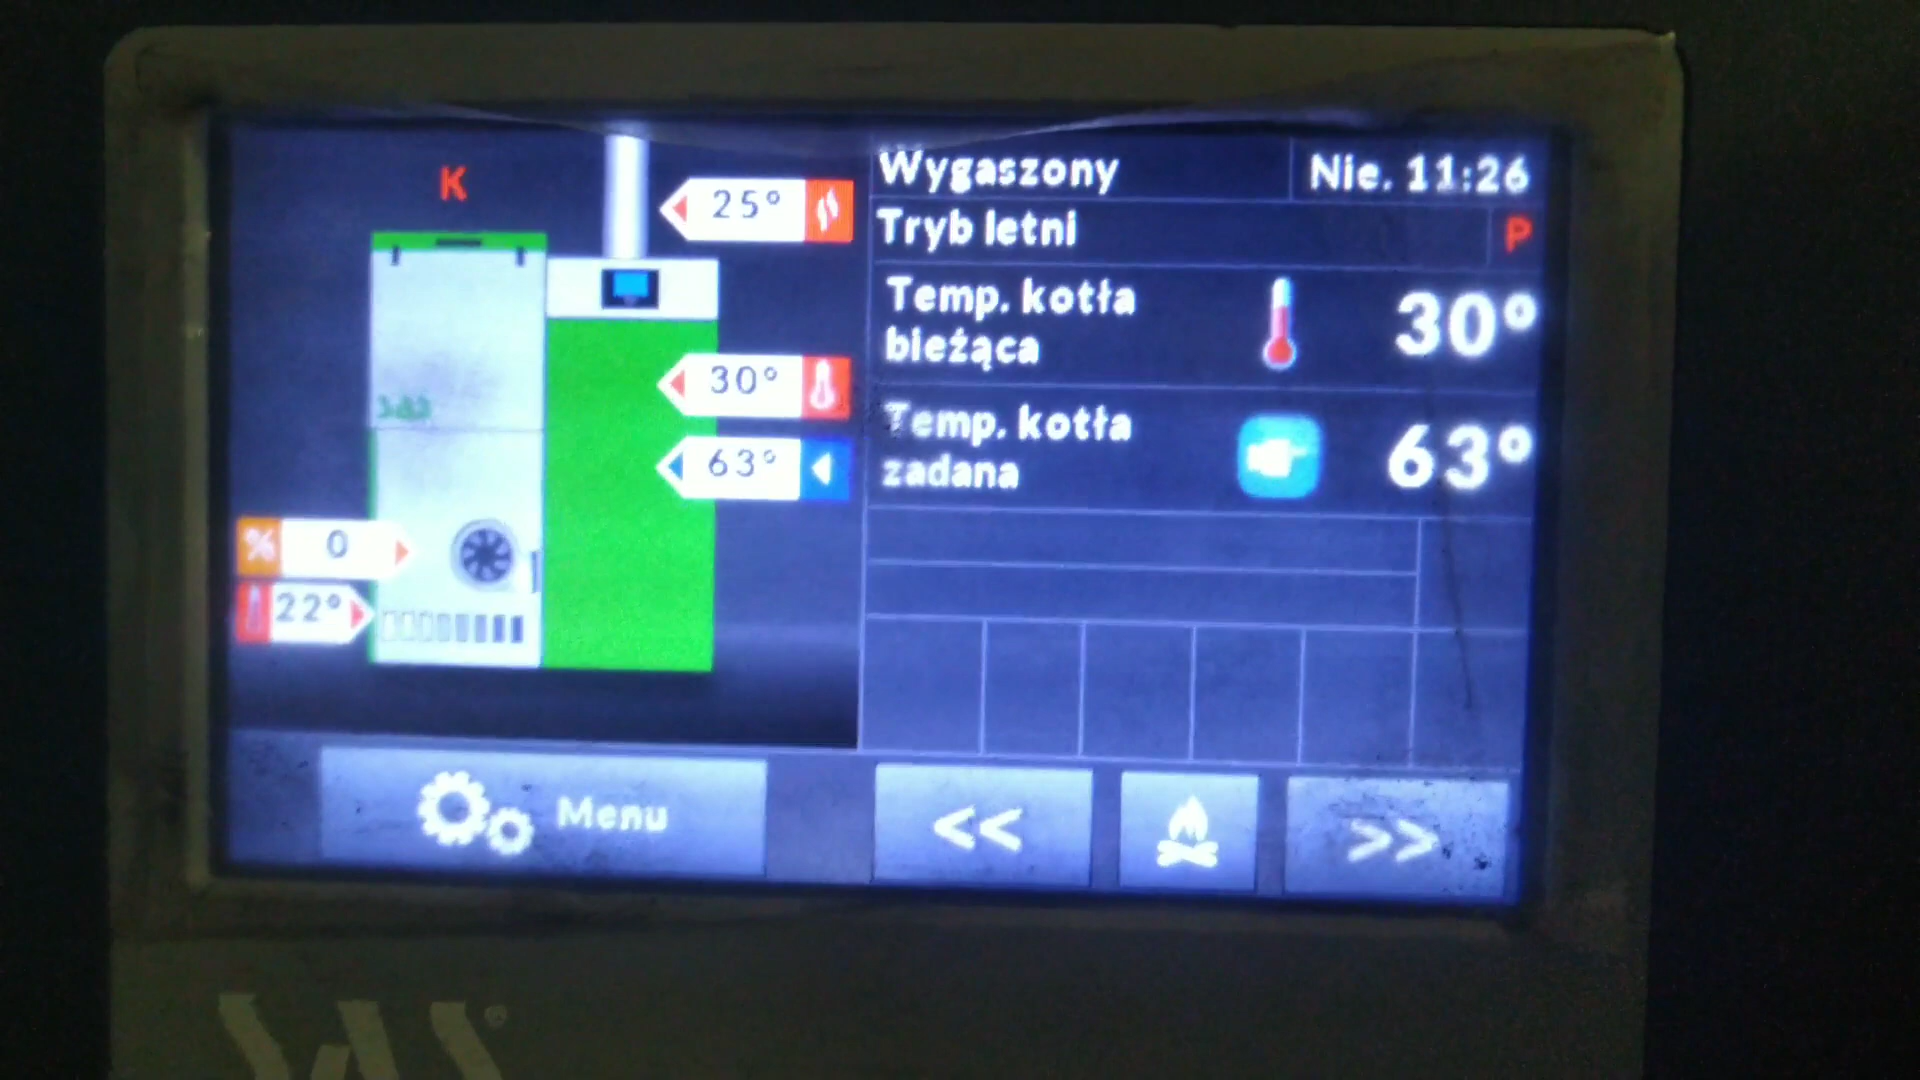 K
25°
Wygaszony
Nie. 11:26
Tryb letni
P
Temp. kotła
bieżąca
30°
30°
Temp. kotła
zadana
63°
63°
% 0
22°
Menu
<<
>>
SAS®